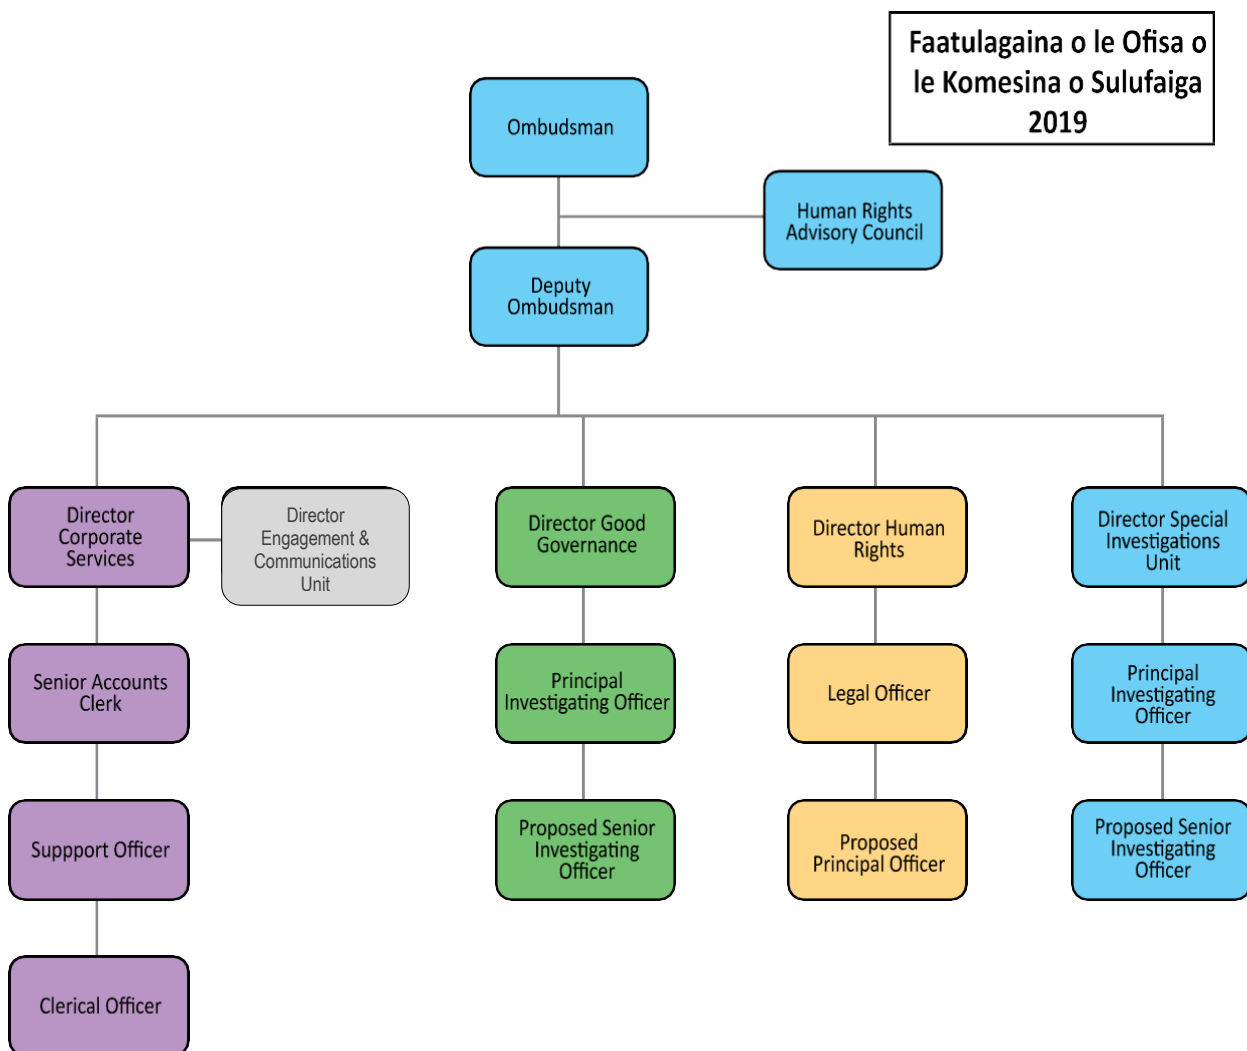 Faatulagaina o le Ofisa o
le Komesina o Sulufaiga
2019
Ombudsman
Human Rights
Advisory Council
Deputy
Ombudsman
Director
Corporate
Services
Director
Engagement &
Communications
Unit
Director Good
Governance
Director Human
Rights
Director Special
Investigations
Unit
Senior Accounts
Clerk
Principal
Investigating Officer
Legal Officer
Principal
Investigating
Officer
Suppport Officer
Proposed Senior
Investigating
Officer
Proposed
Principal Officer
Proposed Senior
Investigating
Officer
Clerical Officer